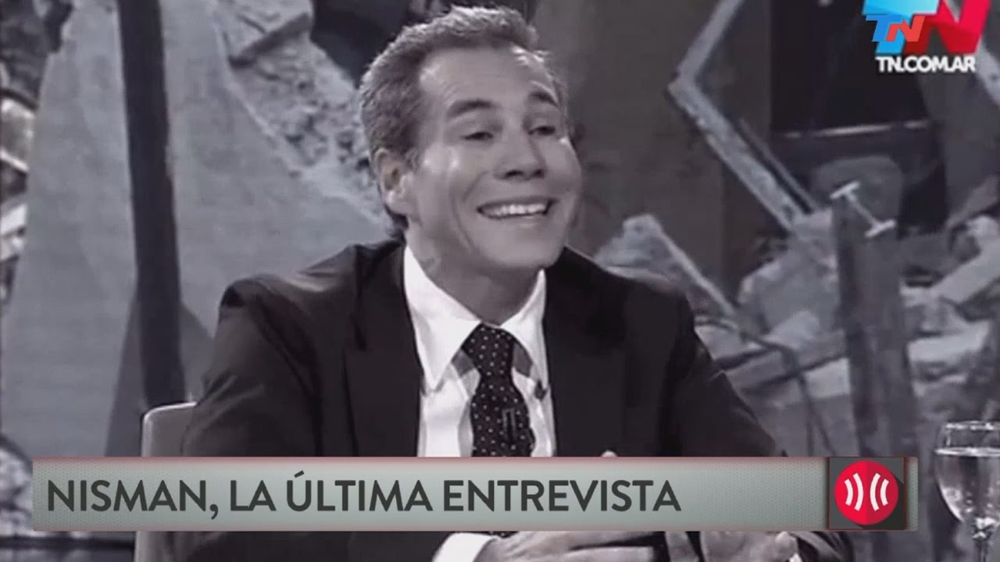 TN
TN.COM.AR
NISMAN, LA ÚLTIMA ENTREVISTA